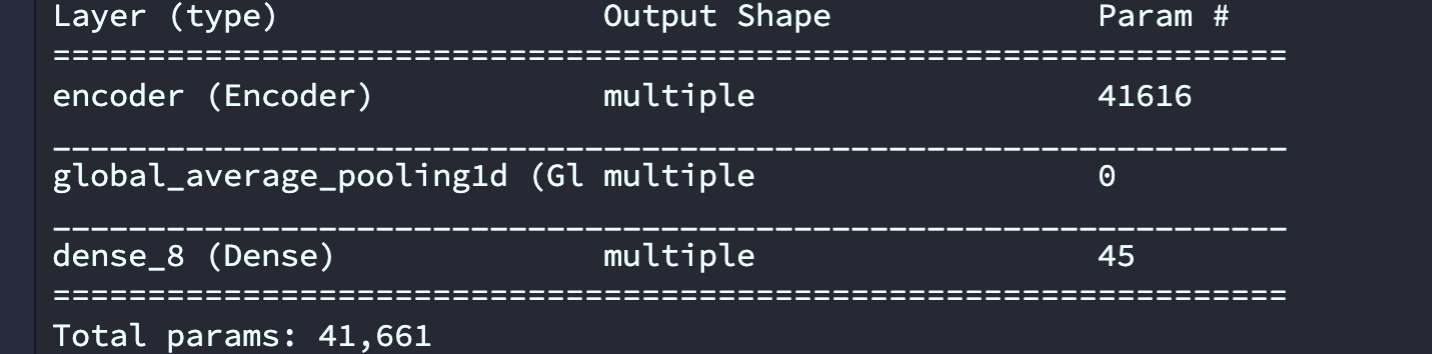 Layer (type)                 Output Shape              Param #
=================================================================
encoder (Encoder)            multiple                  41616
_________________________________________________________________
global_average_pooling1d (Gl multiple                  0
_________________________________________________________________
dense_8 (Dense)              multiple                  45
=================================================================
Total params: 41,661